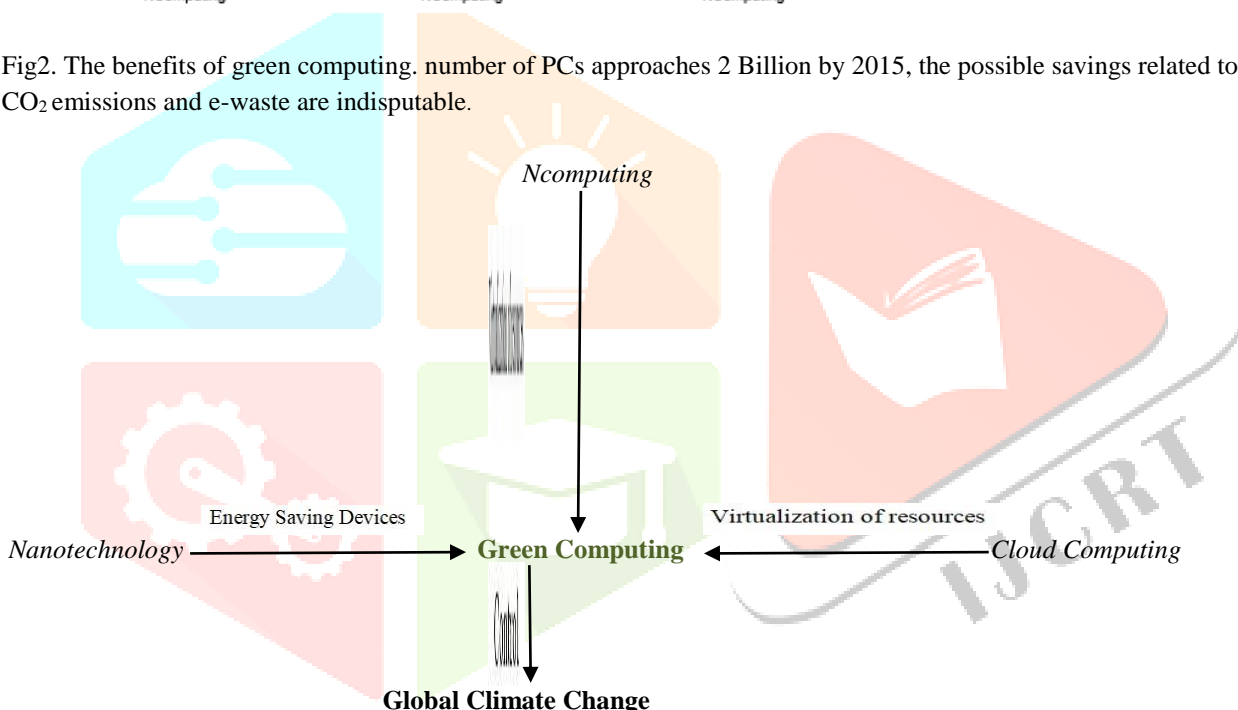 Fig2. The benefits of green computing. number of PCs approaches 2 Billion by 2015, the possible savings related to
CO₂ emissions and e-waste are indisputable.
Ncomputing
Energy Saving Devices
Virtualization of resources
Nanotechnology
Green Computing
Cloud Computing
Control
Global Climate Change
IJCRT